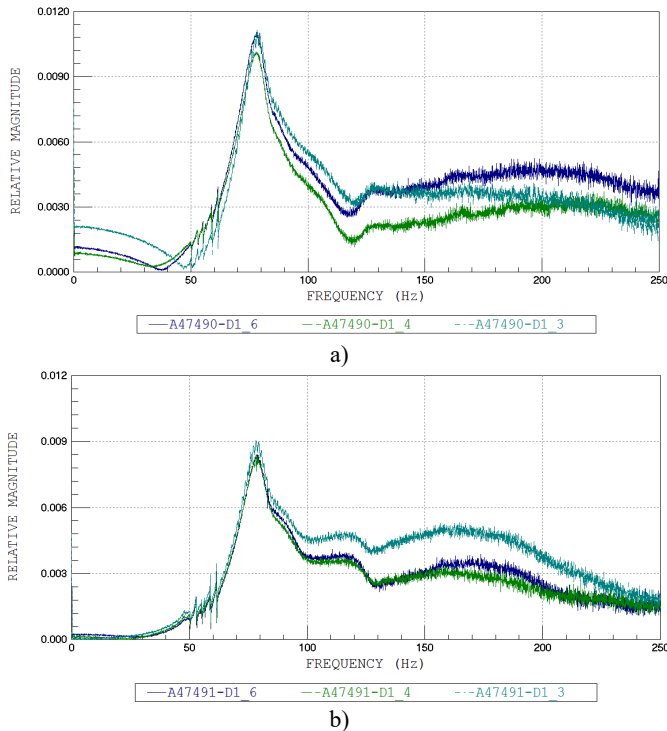 0.0120
0.0090
0.0060
0.0030
0.0000
RELATIVE MAGNITUDE
0 50 100 150 200 250
FREQUENCY (Hz)
A47490-D1_6 A47490-D1_4 A47490-D1_3
a)
0.012
0.009
0.006
0.003
0.000
RELATIVE MAGNITUDE
0 50 100 150 200 250
FREQUENCY (Hz)
A47491-D1_6 A47491-D1_4 A47491-D1_3
b)